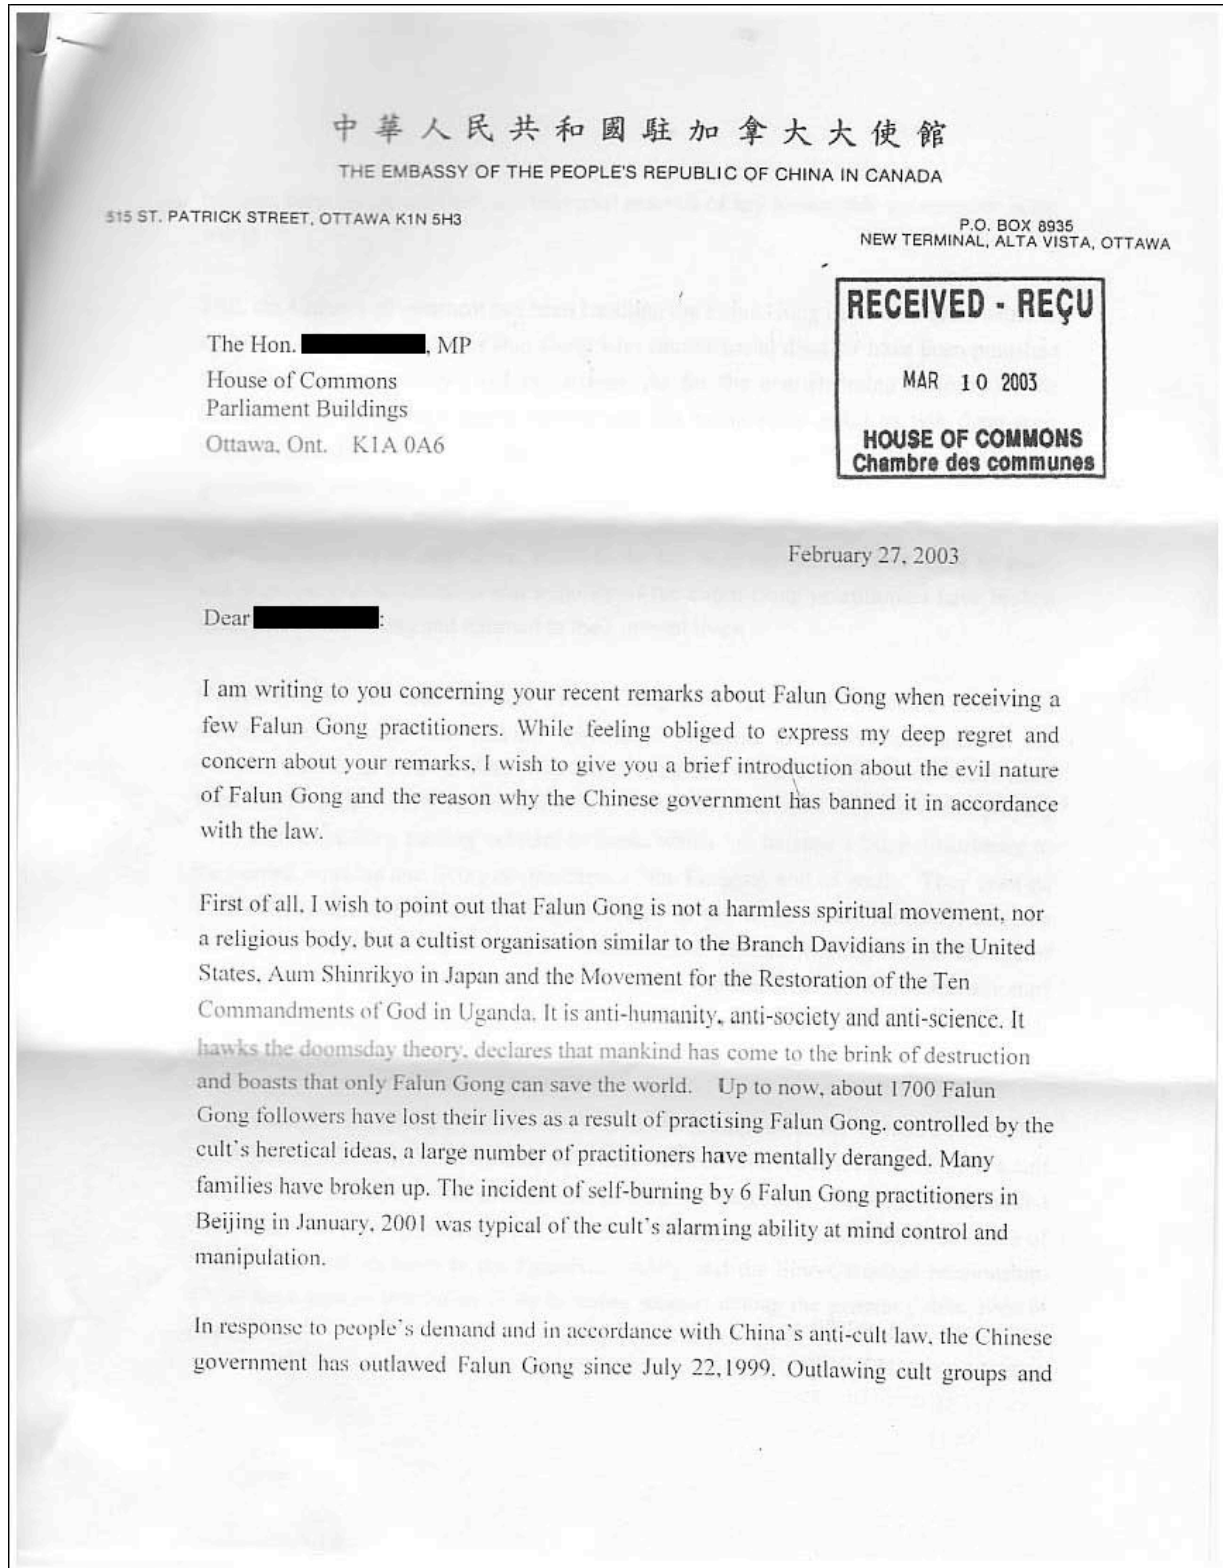 中華人民共和國駐加拿大大使館
THE EMBASSY OF THE PEOPLE'S REPUBLIC OF CHINA IN CANADA
515 ST. PATRICK STREET, OTTAWA K1N 5H3
P.O. BOX 8935
NEW TERMINAL, ALTA VISTA, OTTAWA
RECEIVED - REÇU
MAR 10 2003
HOUSE OF COMMONS
Chambre des communes
The Hon. , MP
House of Commons
Parliament Buildings
Ottawa, Ont. K1A 0A6
February 27, 2003
Dear :
I am writing to you concerning your recent remarks about Falun Gong when receiving a
few Falun Gong practitioners. While feeling obliged to express my deep regret and
concern about your remarks, I wish to give you a brief introduction about the evil nature
of Falun Gong and the reason why the Chinese government has banned it in accordance
with the law.
First of all, I wish to point out that Falun Gong is not a harmless spiritual movement, nor
a religious body, but a cultist organisation similar to the Branch Davidians in the United
States, Aum Shinrikyo in Japan and the Movement for the Restoration of the Ten
Commandments of God in Uganda. It is anti-humanity, anti-society and anti-science. It
hawks the doomsday theory, declares that mankind has come to the brink of destruction
and boasts that only Falun Gong can save the world. Up to now, about 1700 Falun
Gong followers have lost their lives as a result of practising Falun Gong. controlled by the
cult's heretical ideas, a large number of practitioners have mentally deranged. Many
families have broken up. The incident of self-burning by 6 Falun Gong practitioners in
Beijing in January, 2001 was typical of the cult's alarming ability at mind control and
manipulation.
In response to people's demand and in accordance with China's anti-cult law, the Chinese
government has outlawed Falun Gong since July 22,1999. Outlawing cult groups and